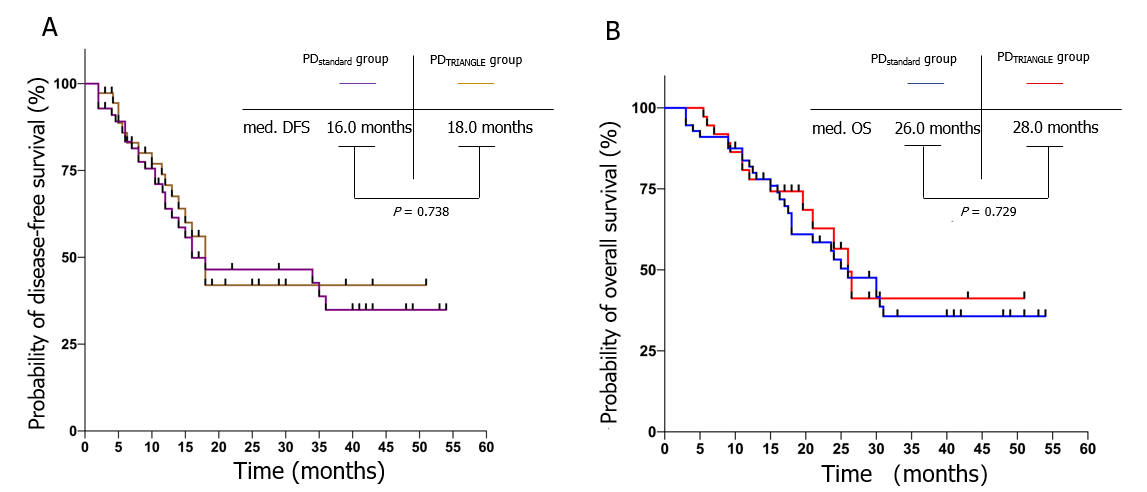 A
PDstandard group
PDTRIANGLE group
med. DFS 16.0 months 18.0 months
P = 0.738
Probability of disease-free survival (%)
100
75
50
25
0
0 5 10 15 20 25 30 35 40 45 50 55 60
Time (months)
B
PDstandard group
PDTRIANGLE group
med. OS 26.0 months 28.0 months
P = 0.729
Probability of overall survival (%)
100
75
50
25
0
0 5 10 15 20 25 30 35 40 45 50 55 60
Time (months)